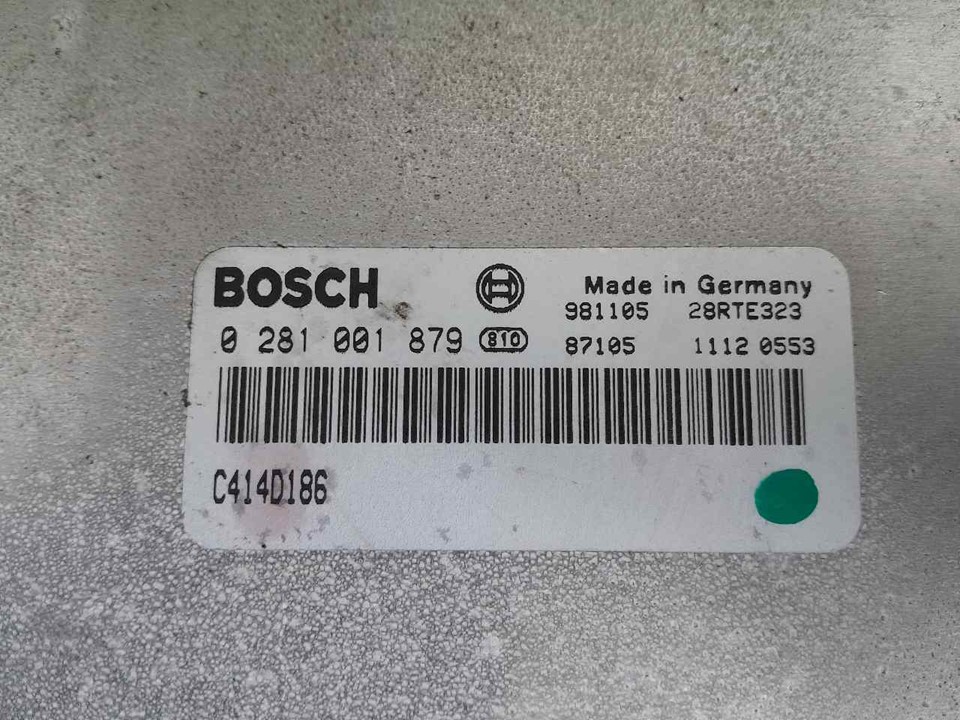 BOSCH
Made in Germany
981105 28RTE323
0 281 001 879 810
87105 1112 0553
C414D186